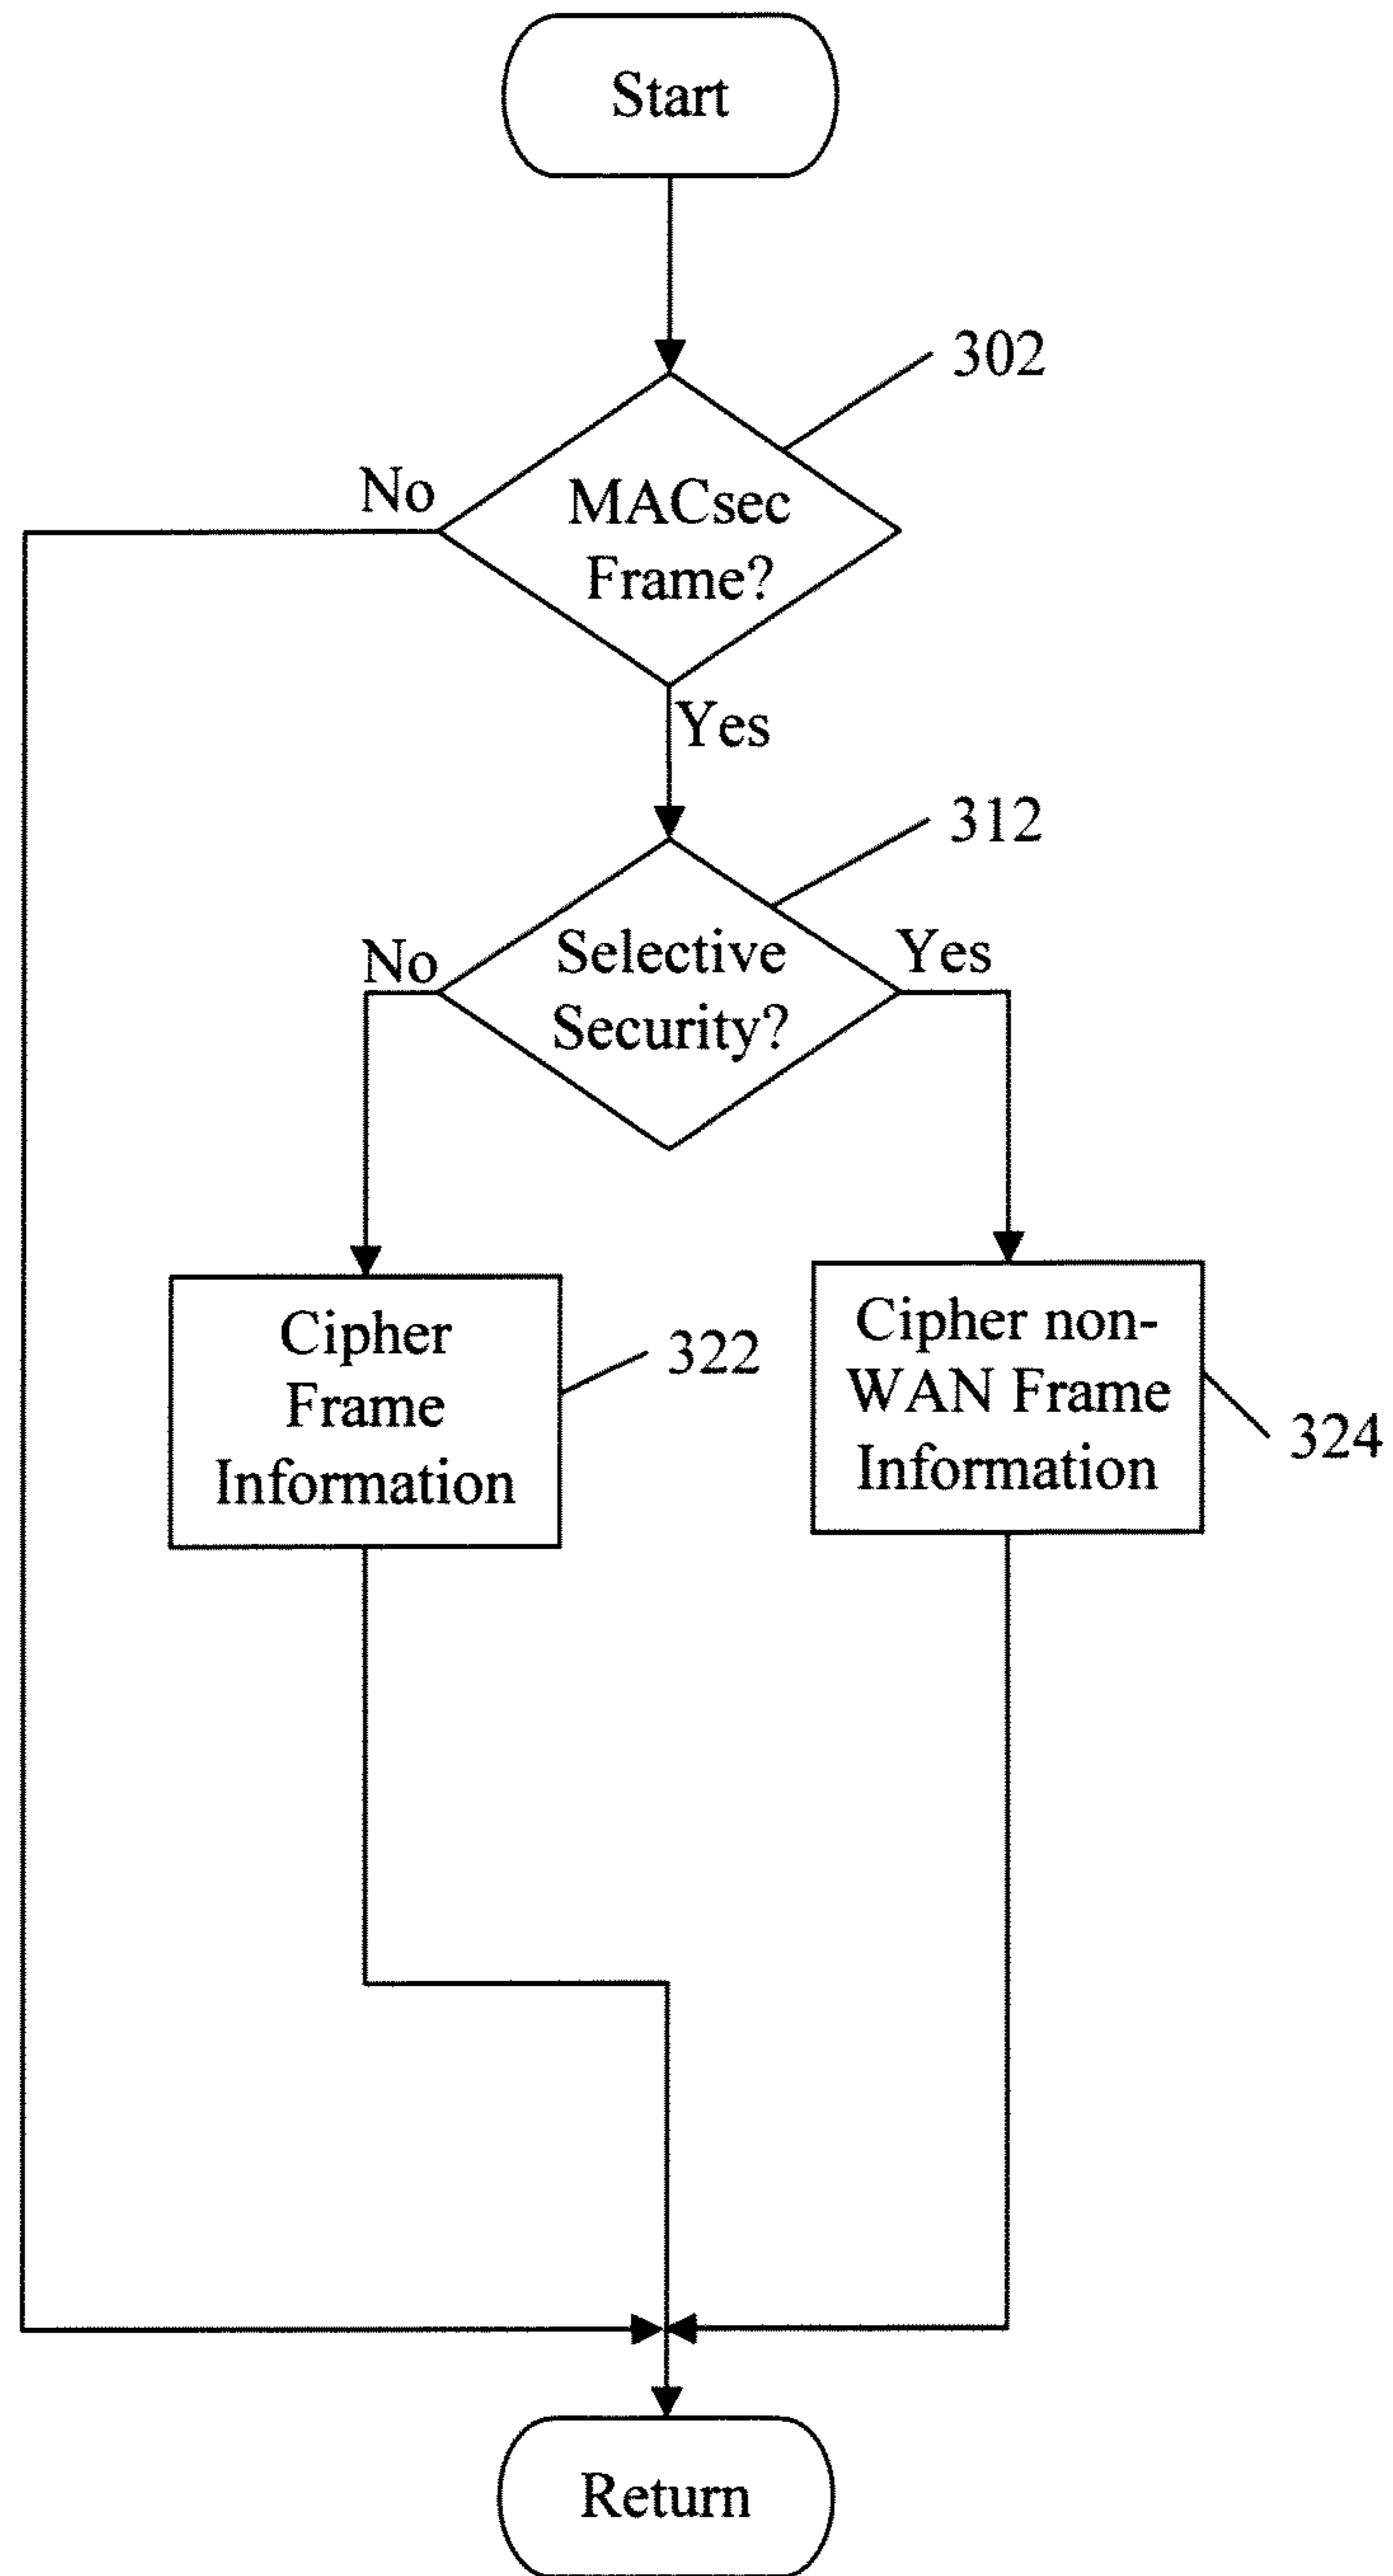 Start
302
No
MACsec
Frame?
Yes
312
No
Selective
Security?
Yes
Cipher
Frame
Information
322
Cipher non-
WAN Frame
Information
324
Return